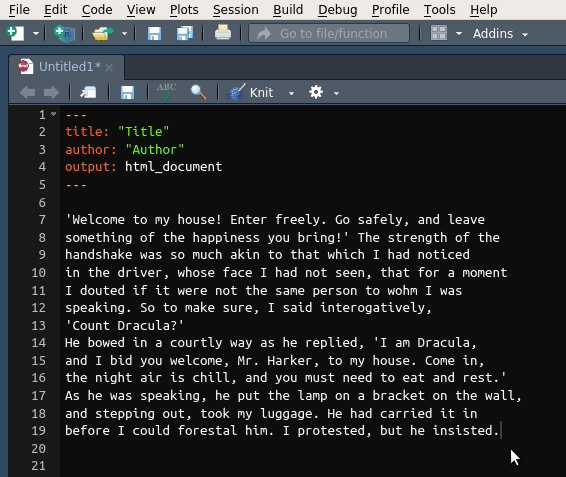 File Edit Code View Plots Session Build Debug Profile Tools Help
Go to file/function Addins
Untitled1*
ABC Knit
1 ---
2 title: "Title"
3 author: "Author"
4 output: html_document
5 ---
6
7 'Welcome to my house! Enter freely. Go safely, and leave
8 something of the happiness you bring!' The strength of the
9 handshake was so much akin to that which I had noticed
10 in the driver, whose face I had not seen, that for a moment
11 I douted if it were not the same person to wohm I was
12 speaking. So to make sure, I said interogatively,
13 'Count Dracula?'
14 He bowed in a courtly way as he replied, 'I am Dracula,
15 and I bid you welcome, Mr. Harker, to my house. Come in,
16 the night air is chill, and you must need to eat and rest.'
17 As he was speaking, he put the lamp on a bracket on the wall,
18 and stepping out, took my luggage. He had carried it in
19 before I could forestal him. I protested, but he insisted.
20
21